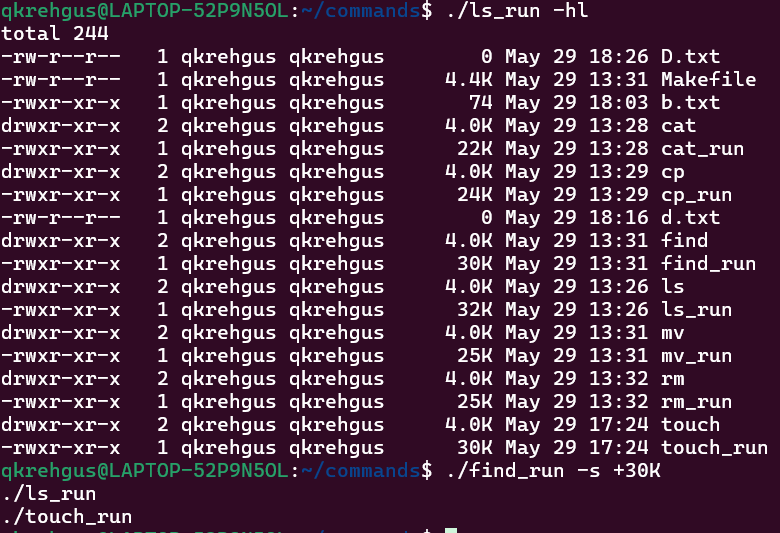 qkrehgus@LAPTOP-52P9N5OL:~/commands$ ./ls_run -hl
total 244
-rw-r--r--   1 qkrehgus qkrehgus        0 May 29 18:26 D.txt
-rw-r--r--   1 qkrehgus qkrehgus     4.4K May 29 13:31 Makefile
-rwxr-xr-x   1 qkrehgus qkrehgus       74 May 29 18:03 b.txt
drwxr-xr-x   2 qkrehgus qkrehgus     4.0K May 29 13:28 cat
-rwxr-xr-x   1 qkrehgus qkrehgus      22K May 29 13:28 cat_run
drwxr-xr-x   2 qkrehgus qkrehgus     4.0K May 29 13:29 cp
-rwxr-xr-x   1 qkrehgus qkrehgus      24K May 29 13:29 cp_run
-rw-r--r--   1 qkrehgus qkrehgus        0 May 29 18:16 d.txt
drwxr-xr-x   2 qkrehgus qkrehgus     4.0K May 29 13:31 find
-rwxr-xr-x   1 qkrehgus qkrehgus      30K May 29 13:31 find_run
drwxr-xr-x   2 qkrehgus qkrehgus     4.0K May 29 13:26 ls
-rwxr-xr-x   1 qkrehgus qkrehgus      32K May 29 13:26 ls_run
drwxr-xr-x   2 qkrehgus qkrehgus     4.0K May 29 13:31 mv
-rwxr-xr-x   1 qkrehgus qkrehgus      25K May 29 13:31 mv_run
drwxr-xr-x   2 qkrehgus qkrehgus     4.0K May 29 13:32 rm
-rwxr-xr-x   1 qkrehgus qkrehgus      25K May 29 13:32 rm_run
drwxr-xr-x   2 qkrehgus qkrehgus     4.0K May 29 17:24 touch
-rwxr-xr-x   1 qkrehgus qkrehgus      30K May 29 17:24 touch_run
qkrehgus@LAPTOP-52P9N5OL:~/commands$ ./find_run -s +30K
./ls_run
./touch_run